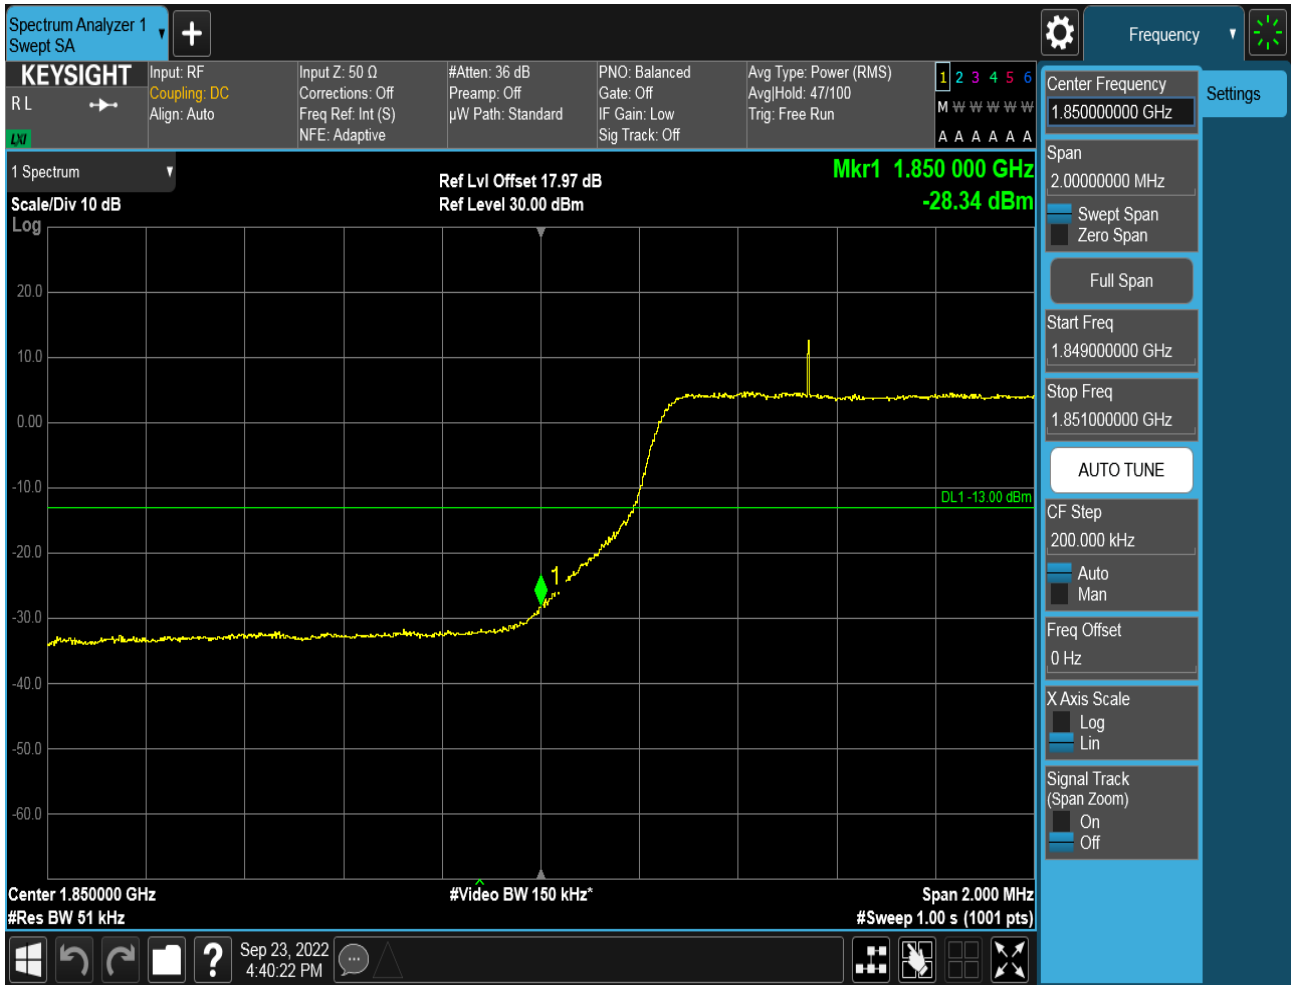 Spectrum Analyzer 1
Swept SA
Frequency
KEYSIGHT
R L
LXI
Input: RF
Coupling: DC
Align: Auto
Input Z: 50 Ω
Corrections: Off
Freq Ref: Int (S)
NFE: Adaptive
#Atten: 36 dB
Preamp: Off
µW Path: Standard
PNO: Balanced
Gate: Off
IF Gain: Low
Sig Track: Off
Avg Type: Power (RMS)
Avg|Hold: 47/100
Trig: Free Run
1 2 3 4 5 6
M W W W W W
A A A A A A
1 Spectrum
Scale/Div 10 dB
Log
Ref Lvl Offset 17.97 dB
Ref Level 30.00 dBm
Mkr1 1.850 000 GHz
-28.34 dBm
20.0
10.0
0.00
-10.0
DL1 -13.00 dBm
-20.0
1
-30.0
-40.0
-50.0
-60.0
Center 1.850000 GHz
#Res BW 51 kHz
#Video BW 150 kHz*
Span 2.000 MHz
#Sweep 1.00 s (1001 pts)
Center Frequency
1.850000000 GHz
Settings
Span
2.00000000 MHz
Swept Span
Zero Span
Full Span
Start Freq
1.849000000 GHz
Stop Freq
1.851000000 GHz
AUTO TUNE
CF Step
200.000 kHz
Auto
Man
Freq Offset
0 Hz
X Axis Scale
Log
Lin
Signal Track
(Span Zoom)
On
Off
?
Sep 23, 2022
4:40:22 PM